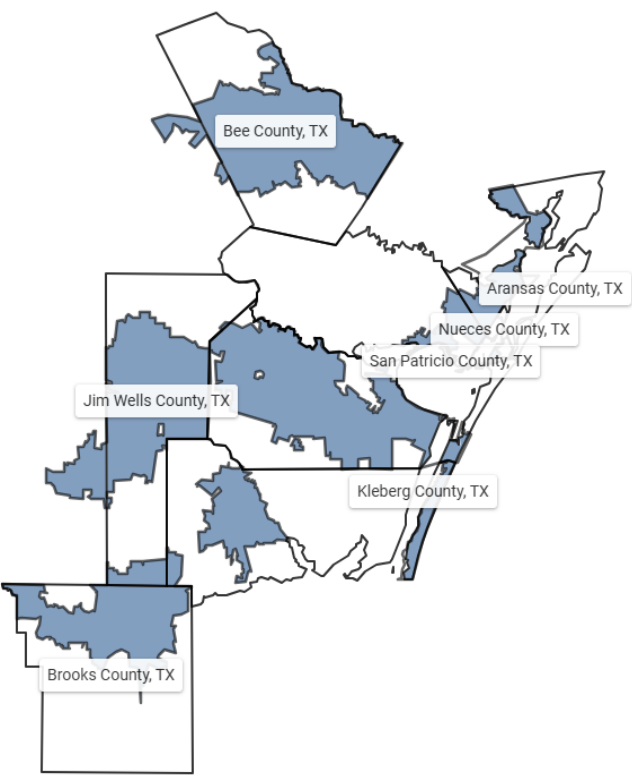 Bee County, TX
Aransas County, TX
Nueces County, TX
San Patricio County, TX
Jim Wells County, TX
Kleberg County, TX
Brooks County, TX